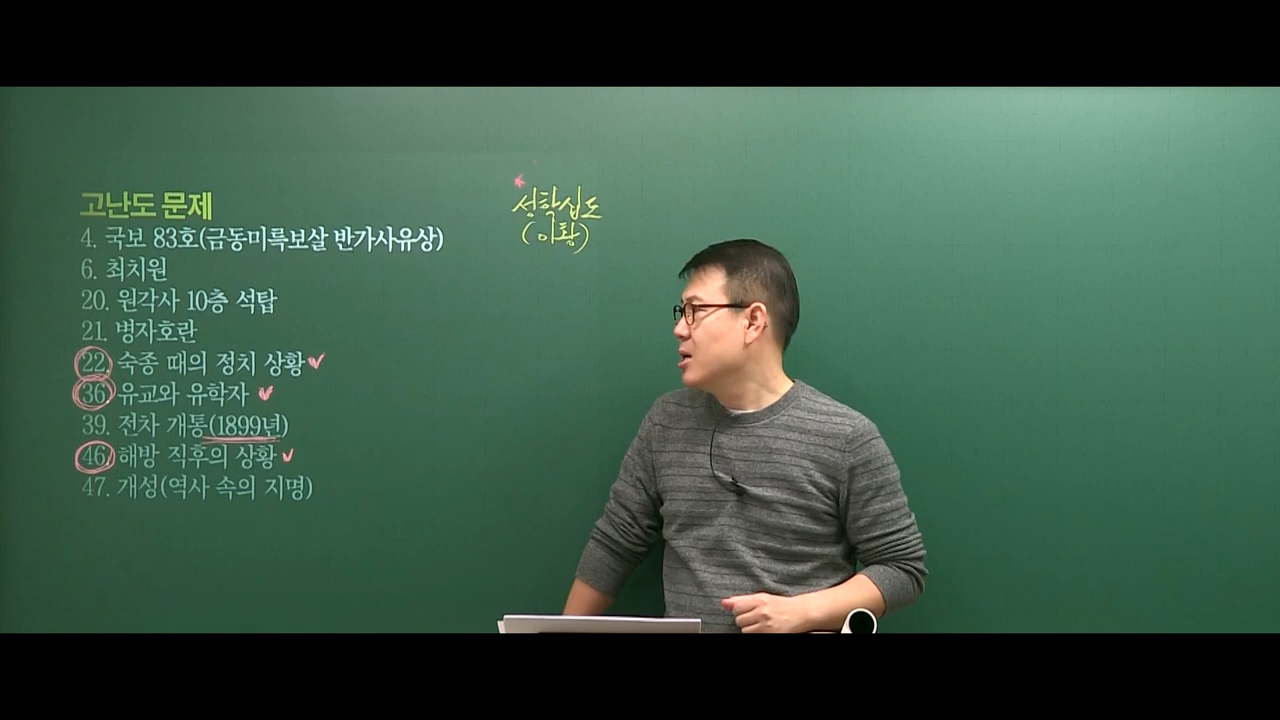 고난도 문제
4. 국보 83호(금동미륵보살 반가사유상)
6. 최치원
20. 원각사 10층 석탑
21. 병자호란
22. 숙종 때의 정치 상황
36. 유교와 유학자
39. 전차 개통(1899년)
46. 해방 직후의 상황
47. 개성(역사 속의 지명)
성학십도
(이황)